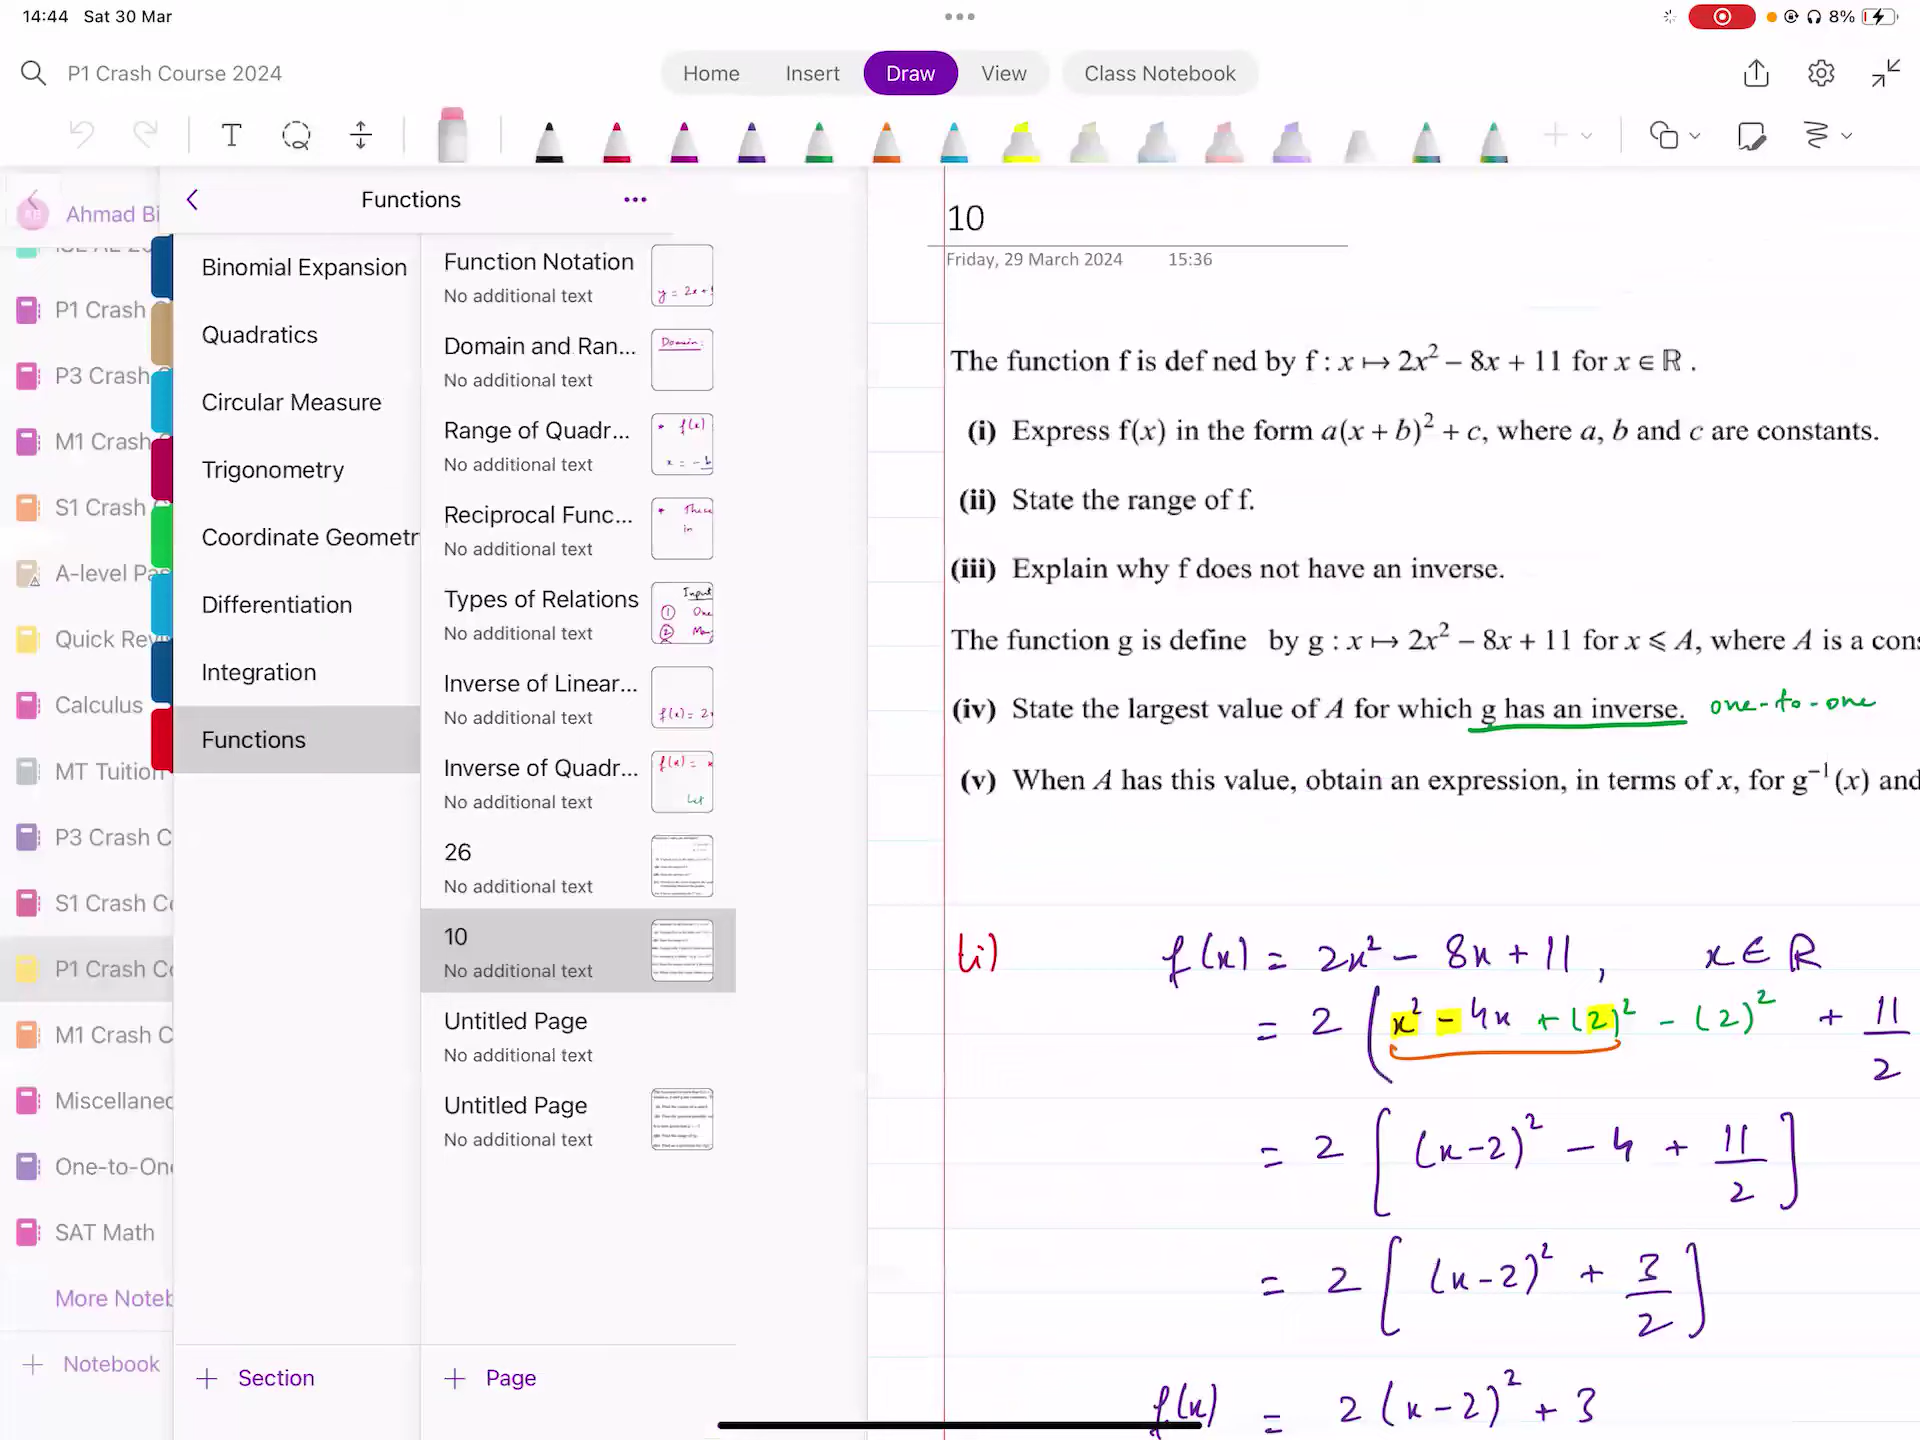 14:44 Sat 30 Mar
8%
P1 Crash Course 2024
Home Insert Draw View Class Notebook
T
Ahmad Bi
P1 Crash
P3 Crash C
M1 Crash
S1 Crash
A-level Pas
Quick Revi
Calculus
MT Tuition
P3 Crash C
S1 Crash Co
P1 Crash Co
M1 Crash C
Miscellanec
One-to-One
SAT Math
More Noteb
+ Notebook
Functions
Binomial Expansion
Quadratics
Circular Measure
Trigonometry
Coordinate Geometr
Differentiation
Integration
Functions
+ Section
Function Notation
No additional text
Domain and Ran...
No additional text
Domain:
Range of Quadr...
No additional text
Reciprocal Func...
No additional text
Types of Relations
No additional text
Inverse of Linear...
No additional text
Inverse of Quadr...
No additional text
26
No additional text
10
No additional text
Untitled Page
No additional text
Untitled Page
No additional text
+ Page
10
Friday, 29 March 2024 15:36
The function f is def ned by f : x ↦ 2x² − 8x + 11 for x ∈ ℝ .
(i) Express f(x) in the form a(x + b)² + c, where a, b and c are constants.
(ii) State the range of f.
(iii) Explain why f does not have an inverse.
The function g is define by g : x ↦ 2x² − 8x + 11 for x ⩽ A, where A is a cons
(iv) State the largest value of A for which g has an inverse. one-to-one
(v) When A has this value, obtain an expression, in terms of x, for g⁻¹(x) and
(i) f(x) = 2x² − 8x + 11 , x ∈ ℝ
= 2 ( x² − 4x + (2)² − (2)² + 11/2
= 2 [ (x−2)² − 4 + 11/2 ]
= 2 [ (x−2)² + 3/2 ]
f(x) = 2 (x−2)² + 3